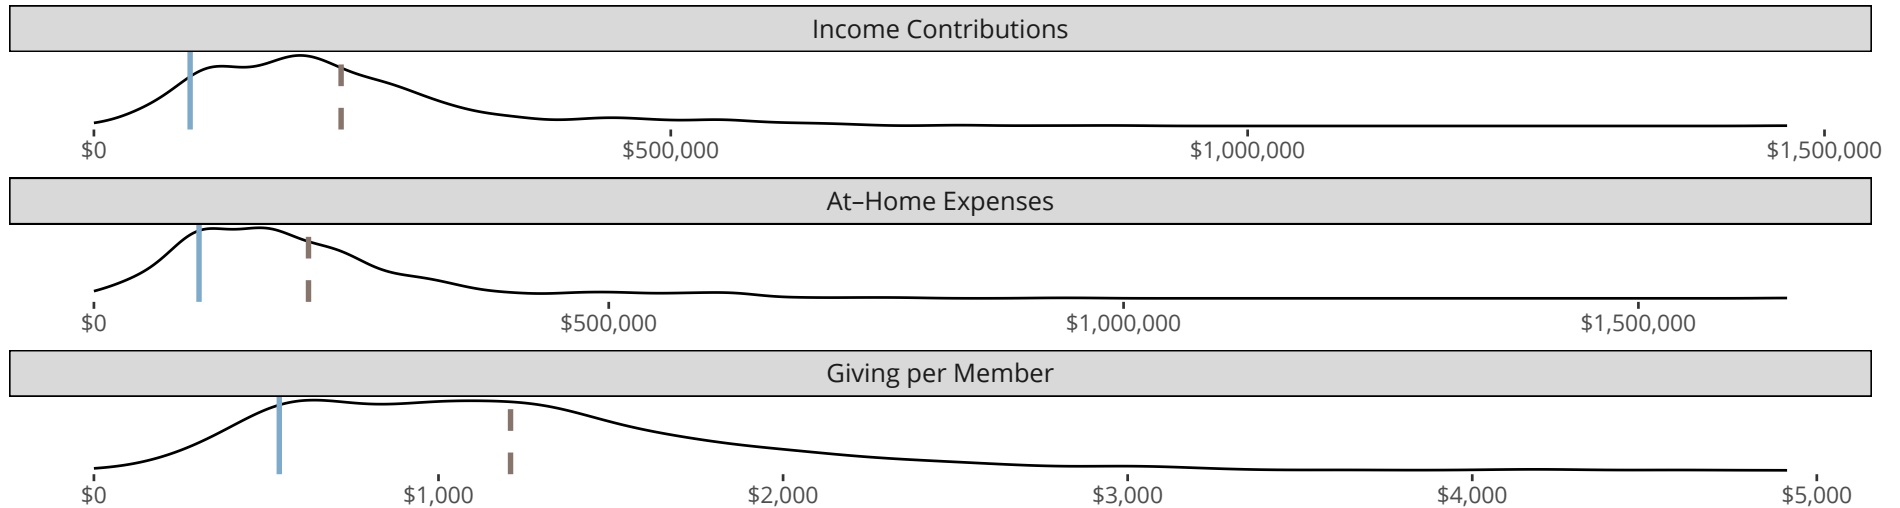 Income Contributions
$0 $500,000 $1,000,000 $1,500,000
At–Home Expenses
$0 $500,000 $1,000,000 $1,500,000
Giving per Member
$0 $1,000 $2,000 $3,000 $4,000 $5,000